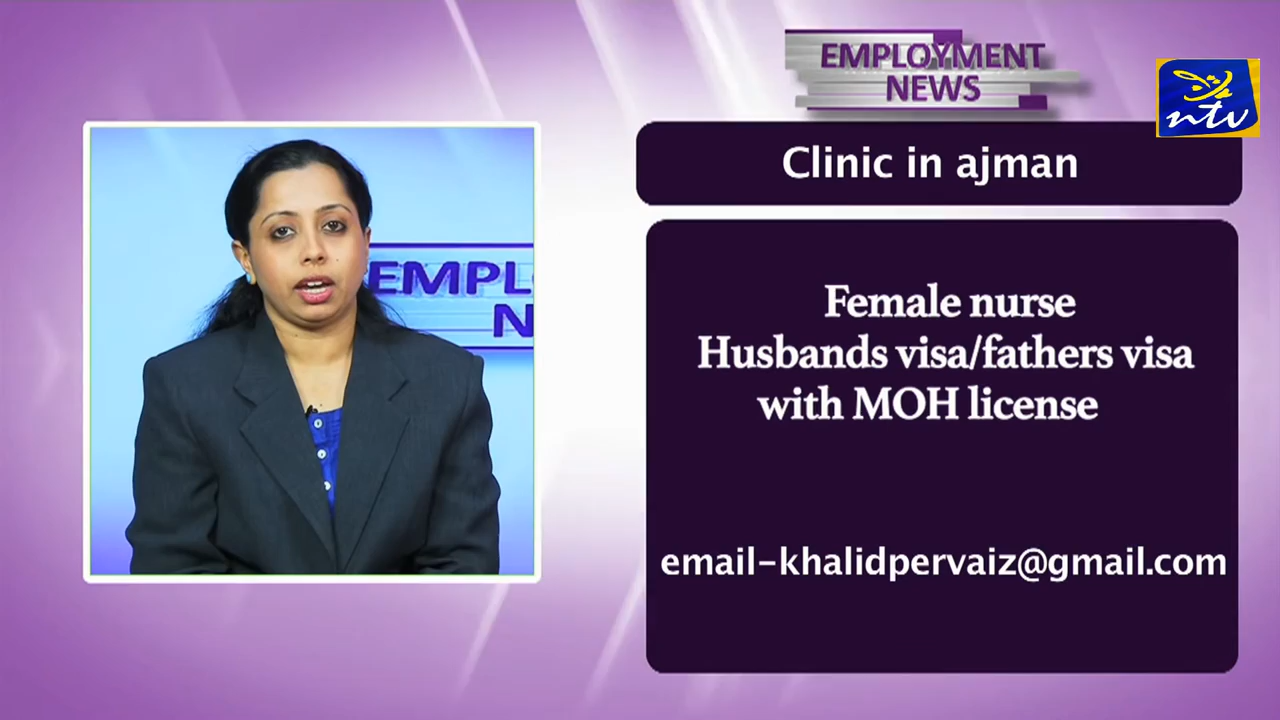 EMPLOYMENT
NEWS
ntv
Clinic in ajman
EMPL
N
Female nurse
Husbands visa/fathers visa
with MOH license
email-khalidpervaiz@gmail.com